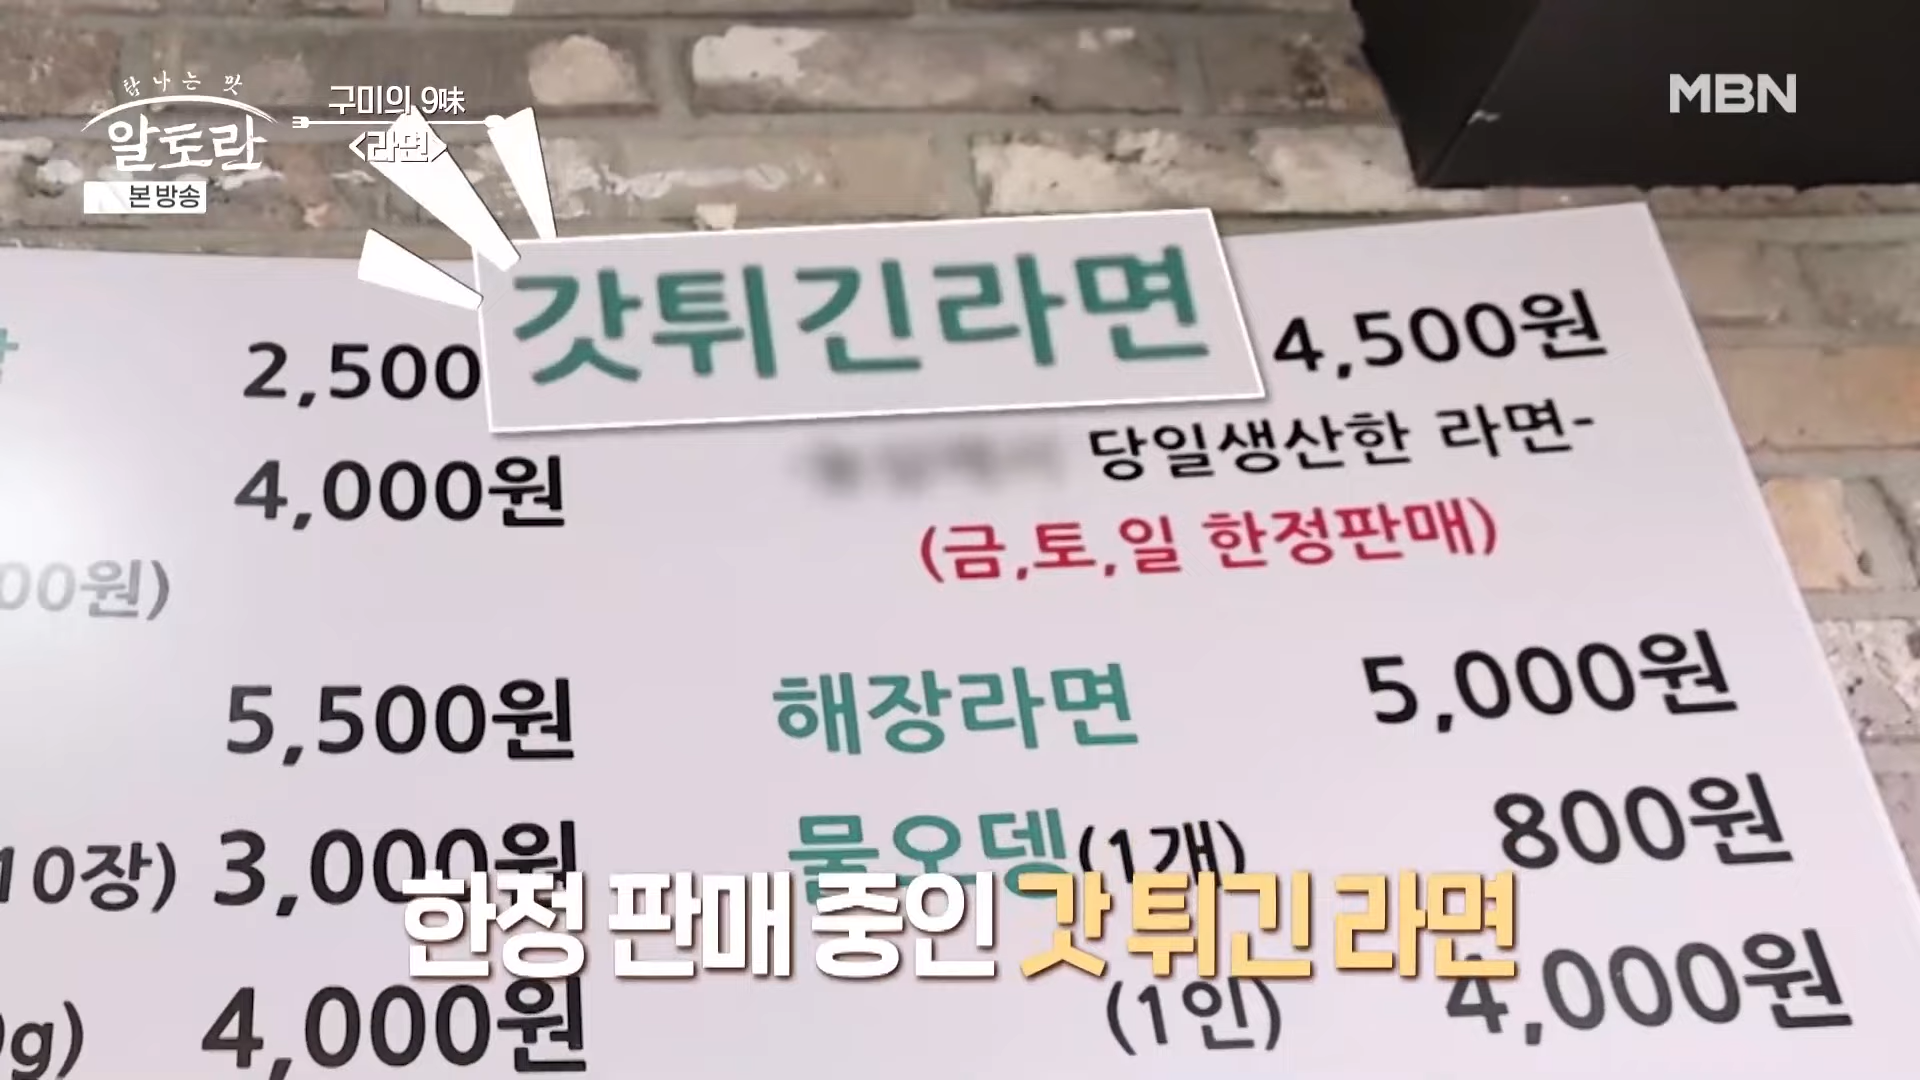 탐나는 맛
알토란
본 방송
구미의 9味
<라면>
MBN
갓튀긴라면 4,500원
당일생산한 라면-
(금,토,일 한정판매)
해장라면 5,000원
물오뎅(1개) 800원
(1인) 4,000원
2,500
4,000원
00원)
5,500원
10장) 3,000원
g) 4,000원
한정 판매 중인 갓 튀긴 라면